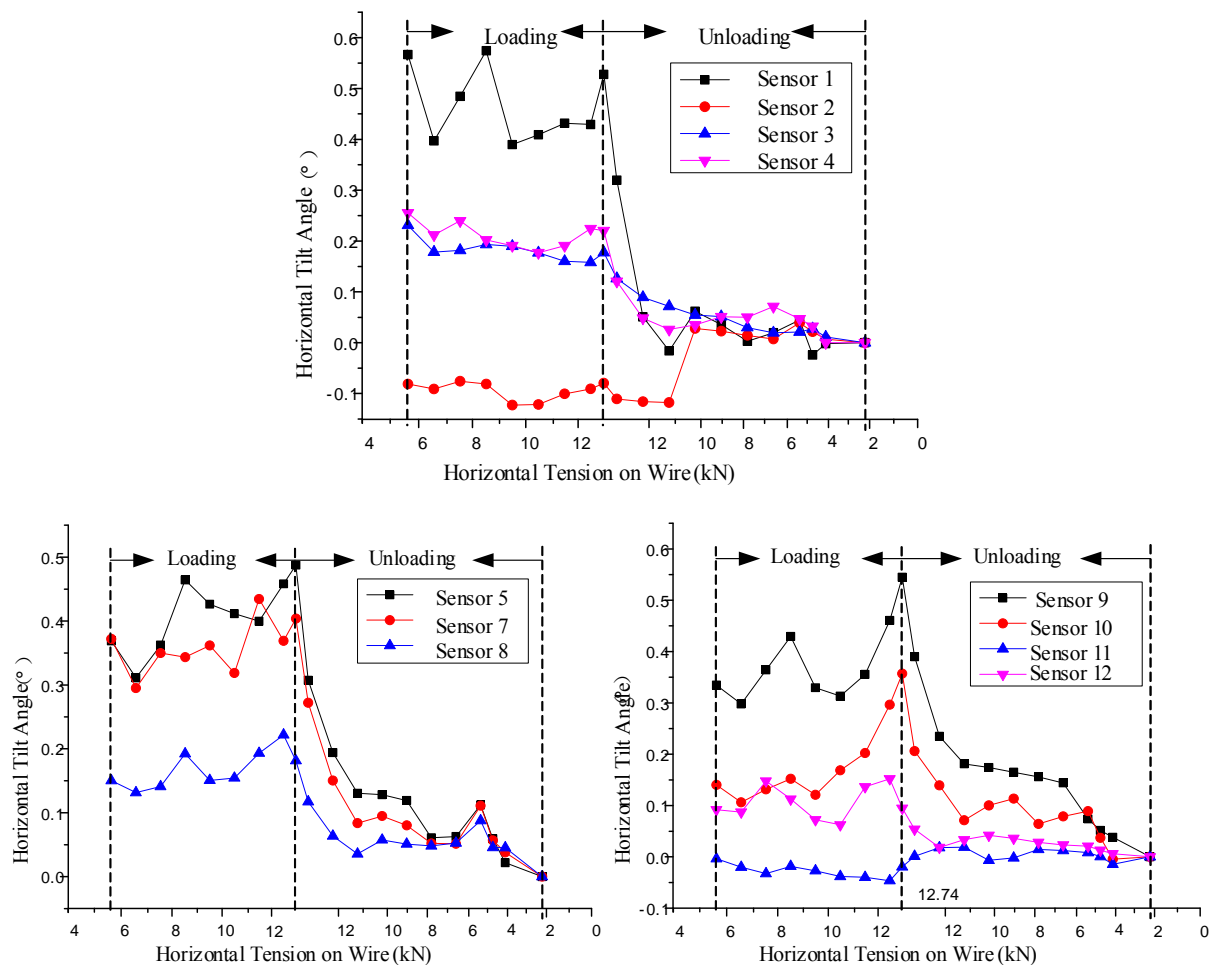 Loading
Unloading
Sensor 1
Sensor 2
Sensor 3
Sensor 4
0.6
0.5
0.4
0.3
0.2
0.1
0.0
-0.1
Horizontal Tilt Angle (°)
4 6 8 10 12 12 10 8 6 4 2 0
Horizontal Tension on Wire (kN)
Loading
Unloading
Sensor 5
Sensor 7
Sensor 8
0.5
0.4
0.3
0.2
0.1
0.0
Horizontal Tilt Angle(°)
4 6 8 10 12 12 10 8 6 4 2 0
Horizontal Tension on Wire (kN)
Loading
Unloading
Sensor 9
Sensor 10
Sensor 11
Sensor 12
0.6
0.5
0.4
0.3
0.2
0.1
0.0
-0.1
Horizontal Tilt Angle(°)
12.74
4 6 8 10 12 12 10 8 6 4 2 0
Horizontal Tension on Wire (kN)